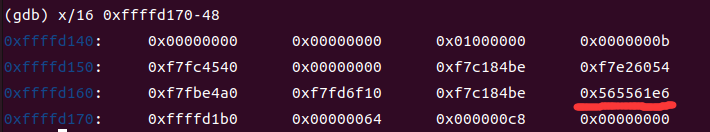 (gdb) x/16 0xffffd170-48
0xffffd140: 0x00000000 0x00000000 0x01000000 0x0000000b
0xffffd150: 0xf7fc4540 0x00000000 0xf7c184be 0xf7e26054
0xffffd160: 0xf7fbe4a0 0xf7fd6f10 0xf7c184be 0x565561e6
0xffffd170: 0xffffd1b0 0x00000064 0x000000c8 0x00000000